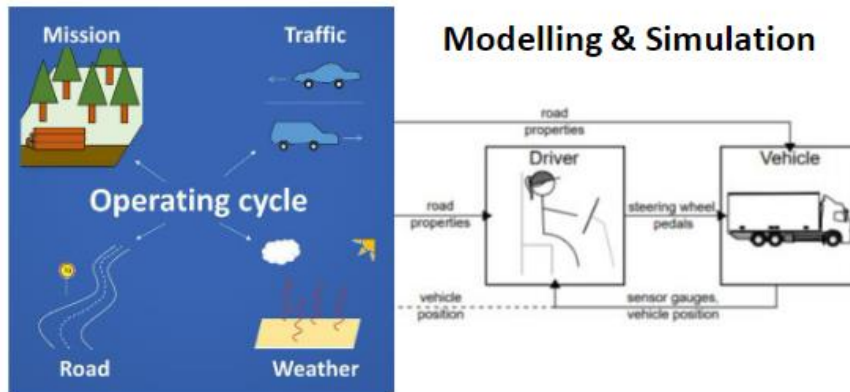 Mission
Traffic
Modelling & Simulation
Operating cycle
Road
Weather
road
properties
Driver
Vehicle
road
properties
steering wheel,
pedals
vehicle
position
sensor gauges,
vehicle position